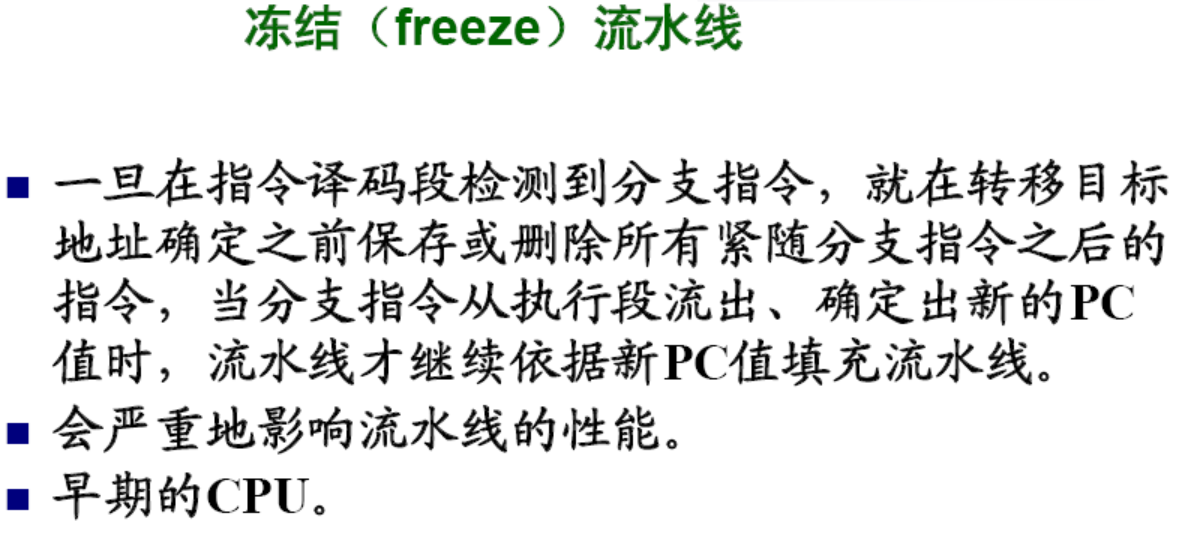 冻结（freeze）流水线
■ 一旦在指令译码段检测到分支指令，就在转移目标
地址确定之前保存或删除所有紧随分支指令之后的
指令，当分支指令从执行段流出、确定出新的PC
值时，流水线才继续依据新PC值填充流水线。
■ 会严重地影响流水线的性能。
■ 早期的CPU。